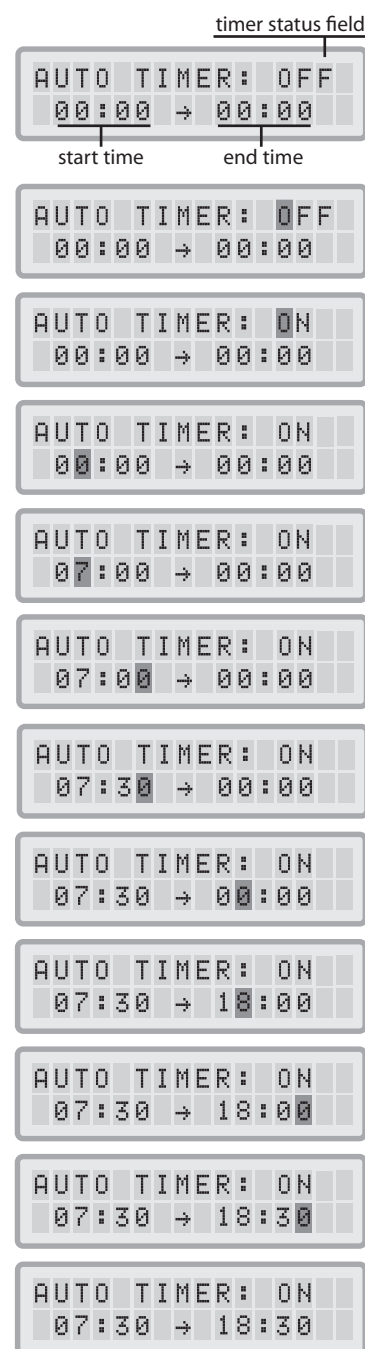 timer status field
AUTO TIMER: OFF
00:00 → 00:00
start time end time
AUTO TIMER: OFF
00:00 → 00:00
AUTO TIMER: ON
00:00 → 00:00
AUTO TIMER: ON
00:00 → 00:00
AUTO TIMER: ON
07:00 → 00:00
AUTO TIMER: ON
07:00 → 00:00
AUTO TIMER: ON
07:30 → 00:00
AUTO TIMER: ON
07:30 → 00:00
AUTO TIMER: ON
07:30 → 18:00
AUTO TIMER: ON
07:30 → 18:00
AUTO TIMER: ON
07:30 → 18:30
AUTO TIMER: ON
07:30 → 18:30